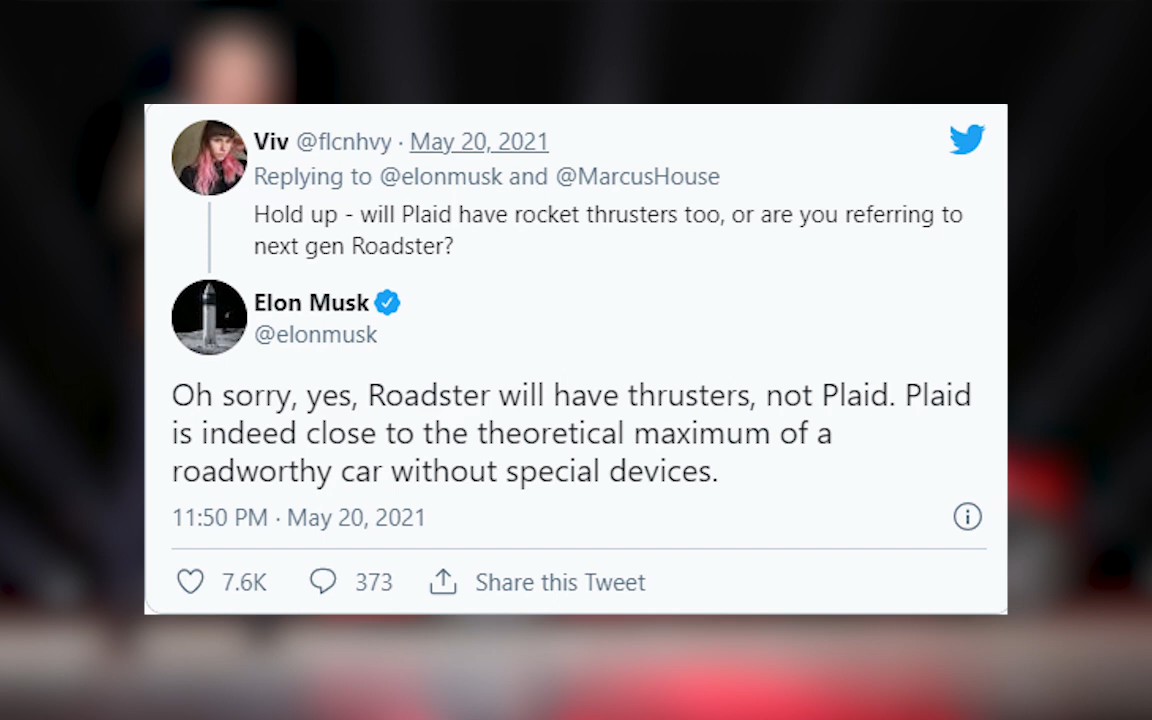 Viv @flcnhvy · May 20, 2021
Replying to @elonmusk and @MarcusHouse
Hold up - will Plaid have rocket thrusters too, or are you referring to
next gen Roadster?
Elon Musk
@elonmusk
Oh sorry, yes, Roadster will have thrusters, not Plaid. Plaid
is indeed close to the theoretical maximum of a
roadworthy car without special devices.
11:50 PM · May 20, 2021
7.6K 373 Share this Tweet